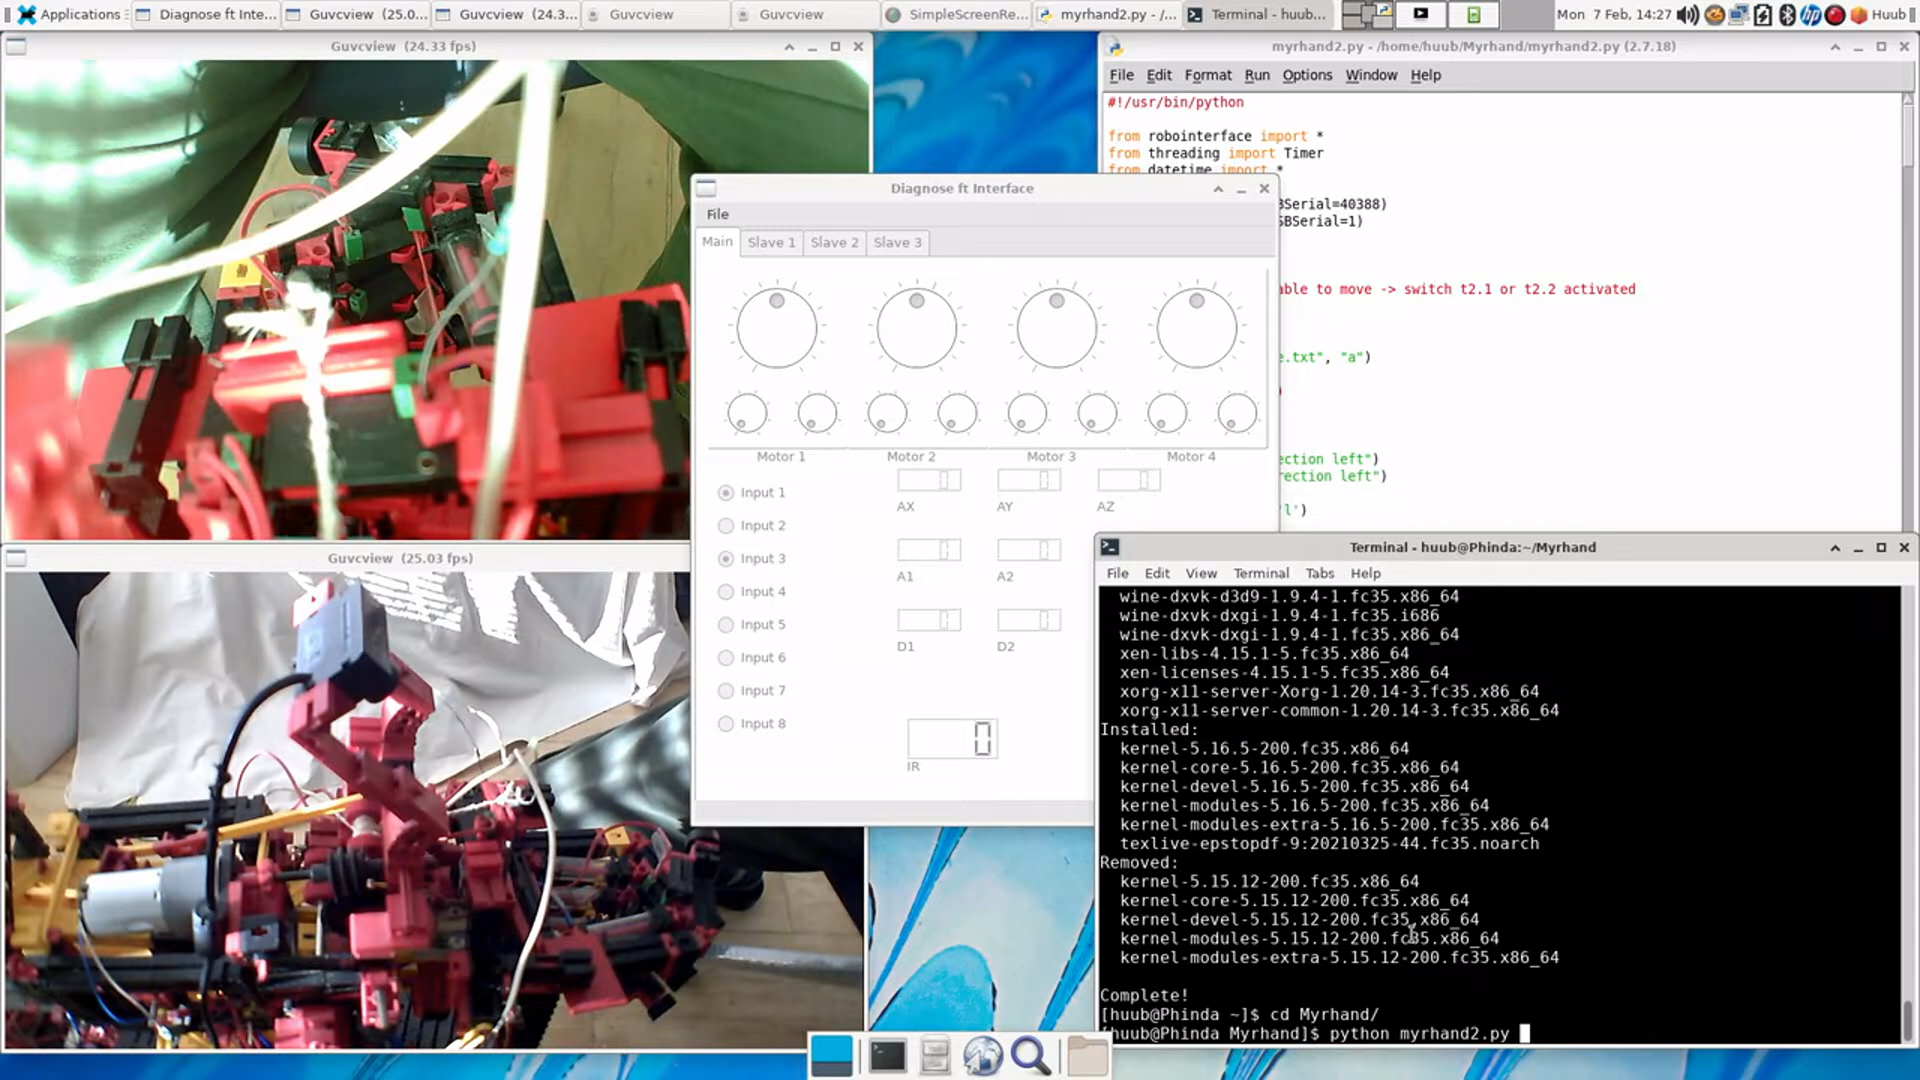 Applications
Diagnose ft Inte...
Guvcview (25.0...
Guvcview (24.3...
Guvcview
Guvcview
SimpleScreenRe...
myrhand2.py - /...
Terminal - huub...
Mon 7 Feb, 14:27
Huub
Guvcview (24.33 fps)
myrhand2.py - /home/huub/Myrhand/myrhand2.py (2.7.18)
File Edit Format Run Options Window Help
#!/usr/bin/python
from robointerface import *
from threading import Timer
from datetime import *
BSerial=40388)
SBSerial=1)
able to move -> switch t2.1 or t2.2 activated
e.txt", "a")
ection left")
rection left")
'l')
Diagnose ft Interface
File
Main Slave 1 Slave 2 Slave 3
Motor 1 Motor 2 Motor 3 Motor 4
Input 1
Input 2
Input 3
Input 4
Input 5
Input 6
Input 7
Input 8
0 0 0
AX AY AZ
0 0
A1 A2
0 0
D1 D2
0
IR
Guvcview (25.03 fps)
Terminal - huub@Phinda:~/Myrhand
File Edit View Terminal Tabs Help
wine-dxvk-d3d9-1.9.4-1.fc35.x86_64
wine-dxvk-dxgi-1.9.4-1.fc35.i686
wine-dxvk-dxgi-1.9.4-1.fc35.x86_64
xen-libs-4.15.1-5.fc35.x86_64
xen-licenses-4.15.1-5.fc35.x86_64
xorg-x11-server-Xorg-1.20.14-3.fc35.x86_64
xorg-x11-server-common-1.20.14-3.fc35.x86_64
Installed:
kernel-5.16.5-200.fc35.x86_64
kernel-core-5.16.5-200.fc35.x86_64
kernel-devel-5.16.5-200.fc35.x86_64
kernel-modules-5.16.5-200.fc35.x86_64
kernel-modules-extra-5.16.5-200.fc35.x86_64
texlive-epstopdf-9:20210325-44.fc35.noarch
Removed:
kernel-5.15.12-200.fc35.x86_64
kernel-core-5.15.12-200.fc35.x86_64
kernel-devel-5.15.12-200.fc35.x86_64
kernel-modules-5.15.12-200.fc35.x86_64
kernel-modules-extra-5.15.12-200.fc35.x86_64
Complete!
[huub@Phinda ~]$ cd Myrhand/
[huub@Phinda Myrhand]$ python myrhand2.py